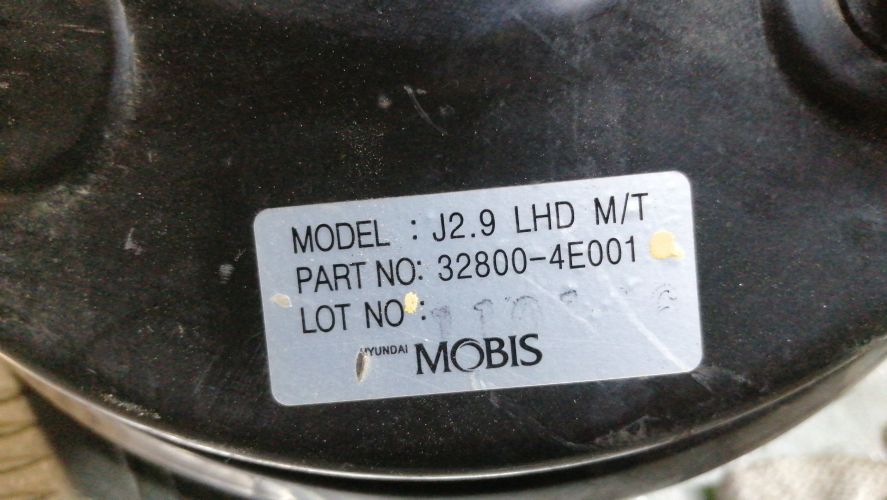 MODEL : J2.9 LHD M/T
PART NO: 32800-4E001
LOT NO :
HYUNDAI MOBIS